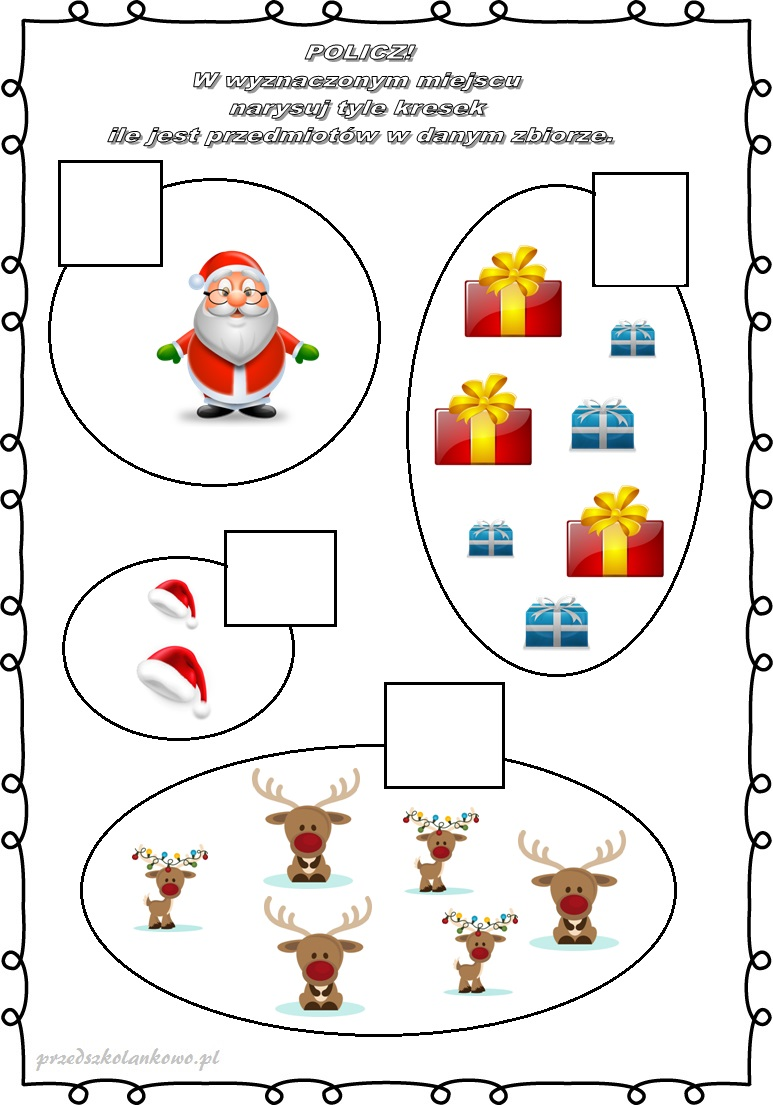 POLICZ!
W wyznaczonym miejscu
narysuj tyle kresek
ile jest przedmiotów w danym zbiorze.
przedszkolankowo.pl